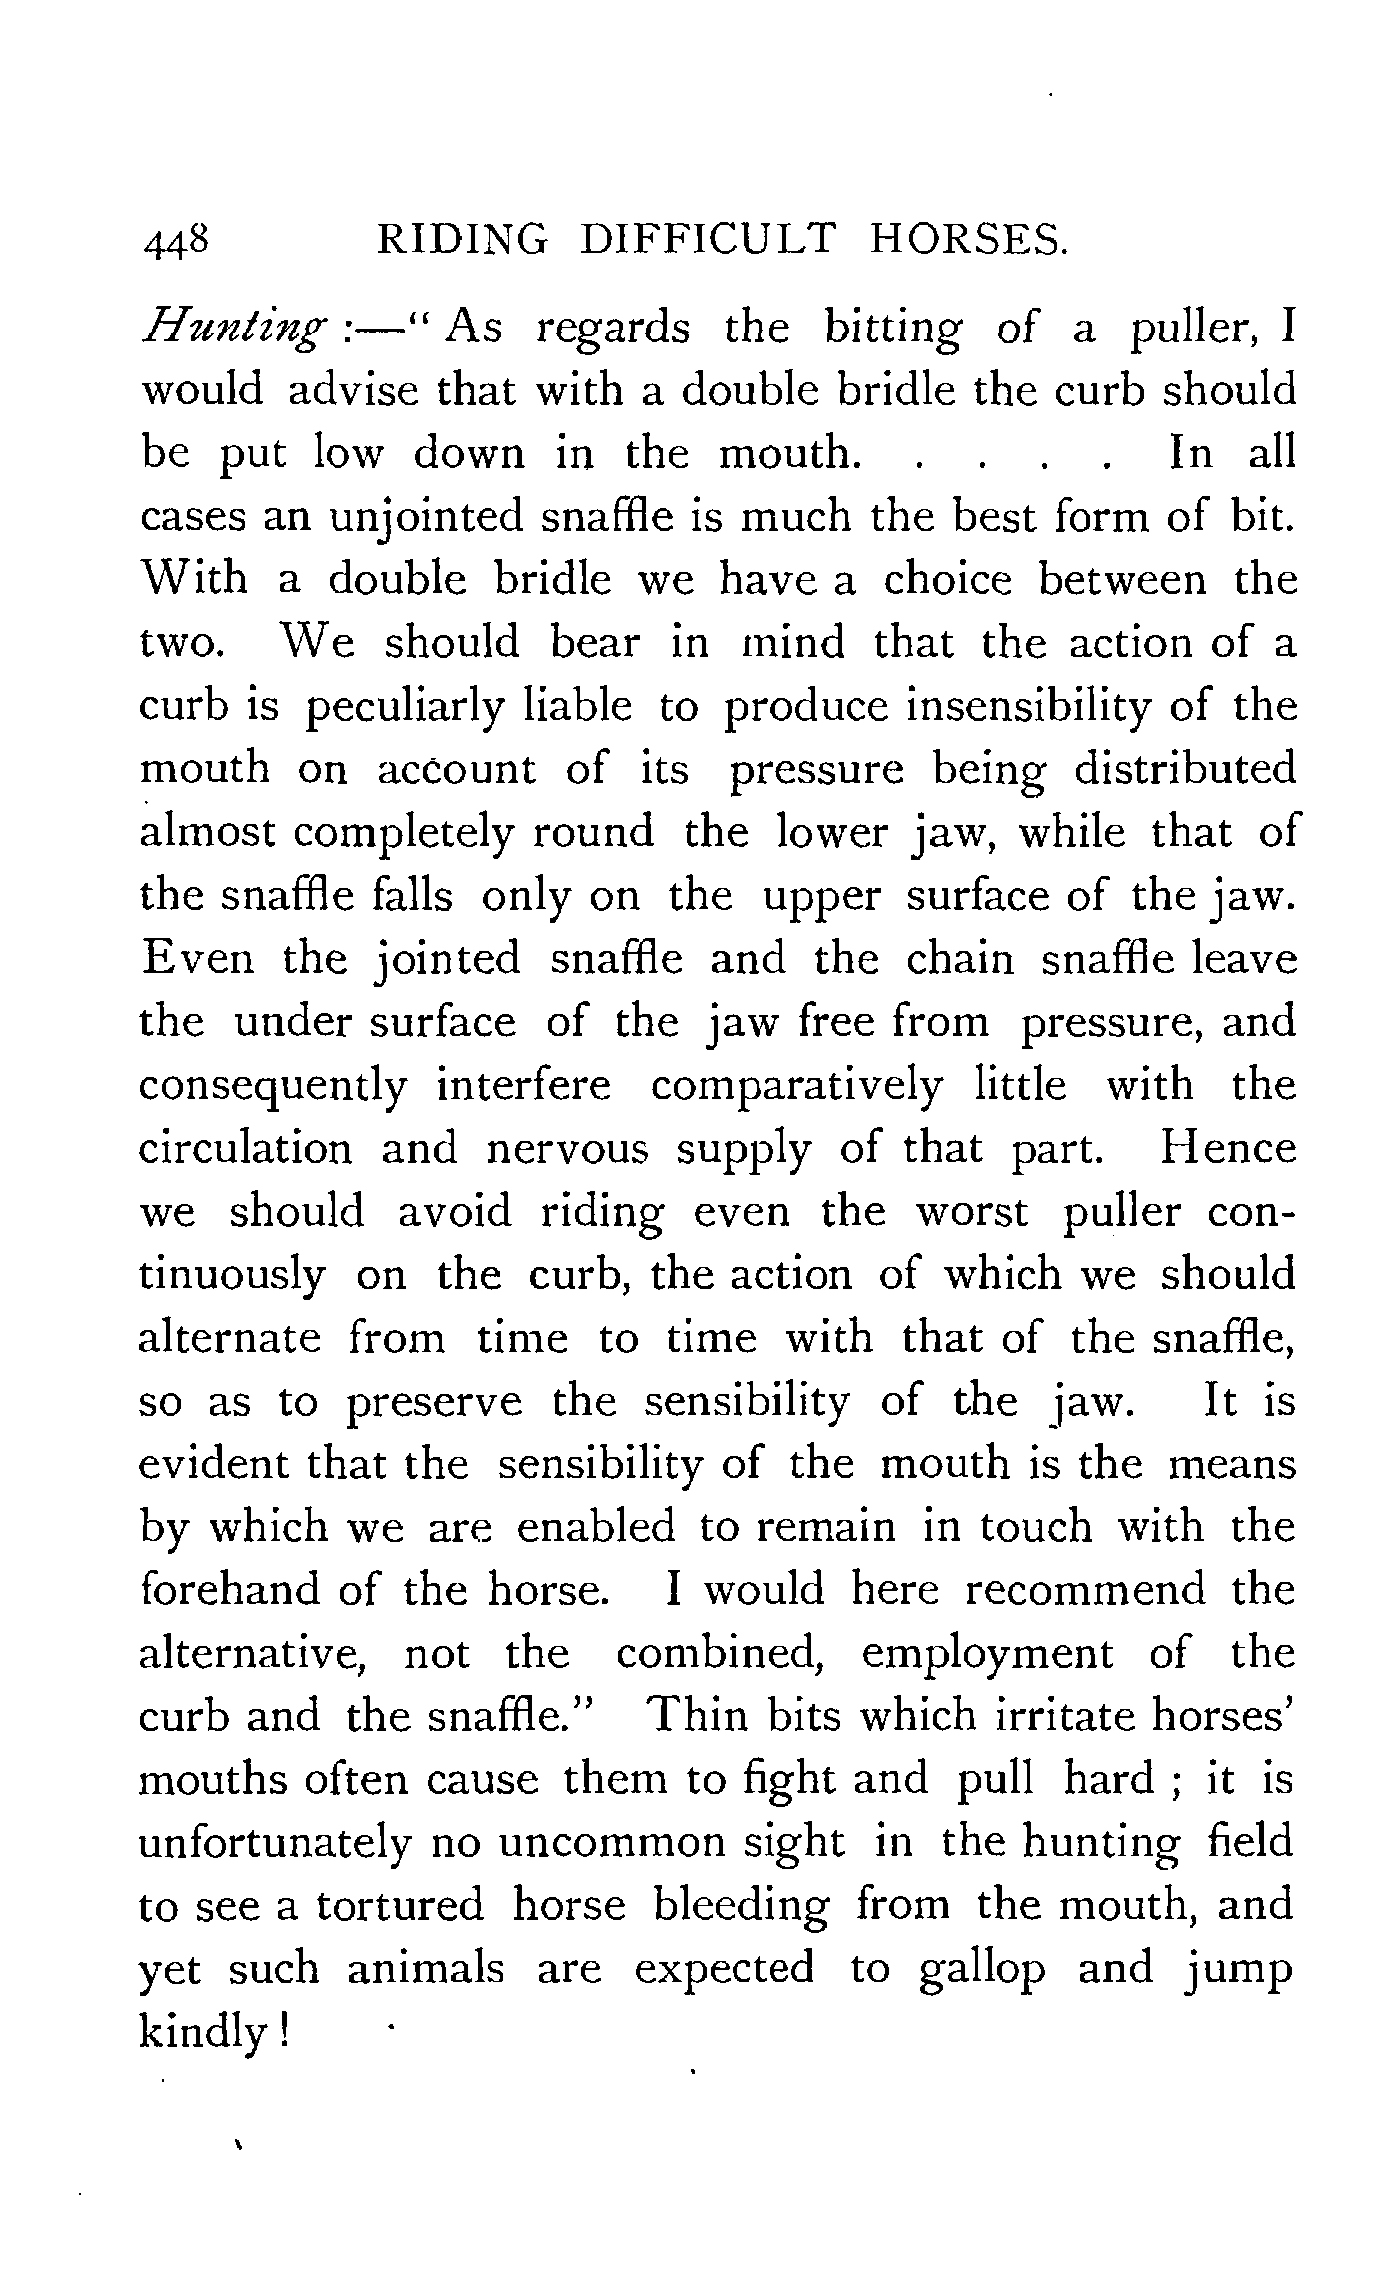 448 RIDING DIFFICULT HORSES.
Hunting :—" As regards the bitting of a puller, I
would advise that with a double bridle the curb should
be put low down in the mouth. . . . . In all
cases an unjointed snaffle is much the best form of bit.
With a double bridle we have a choice between the
two. We should bear in mind that the action of a
curb is peculiarly liable to produce insensibility of the
mouth on account of its pressure being distributed
almost completely round the lower jaw, while that of
the snaffle falls only on the upper surface of the jaw.
Even the jointed snaffle and the chain snaffle leave
the under surface of the jaw free from pressure, and
consequently interfere comparatively little with the
circulation and nervous supply of that part. Hence
we should avoid riding even the worst puller con-
tinuously on the curb, the action of which we should
alternate from time to time with that of the snaffle,
so as to preserve the sensibility of the jaw. It is
evident that the sensibility of the mouth is the means
by which we are enabled to remain in touch with the
forehand of the horse. I would here recommend the
alternative, not the combined, employment of the
curb and the snaffle." Thin bits which irritate horses'
mouths often cause them to fight and pull hard ; it is
unfortunately no uncommon sight in the hunting field
to see a tortured horse bleeding from the mouth, and
yet such animals are expected to gallop and jump
kindly !